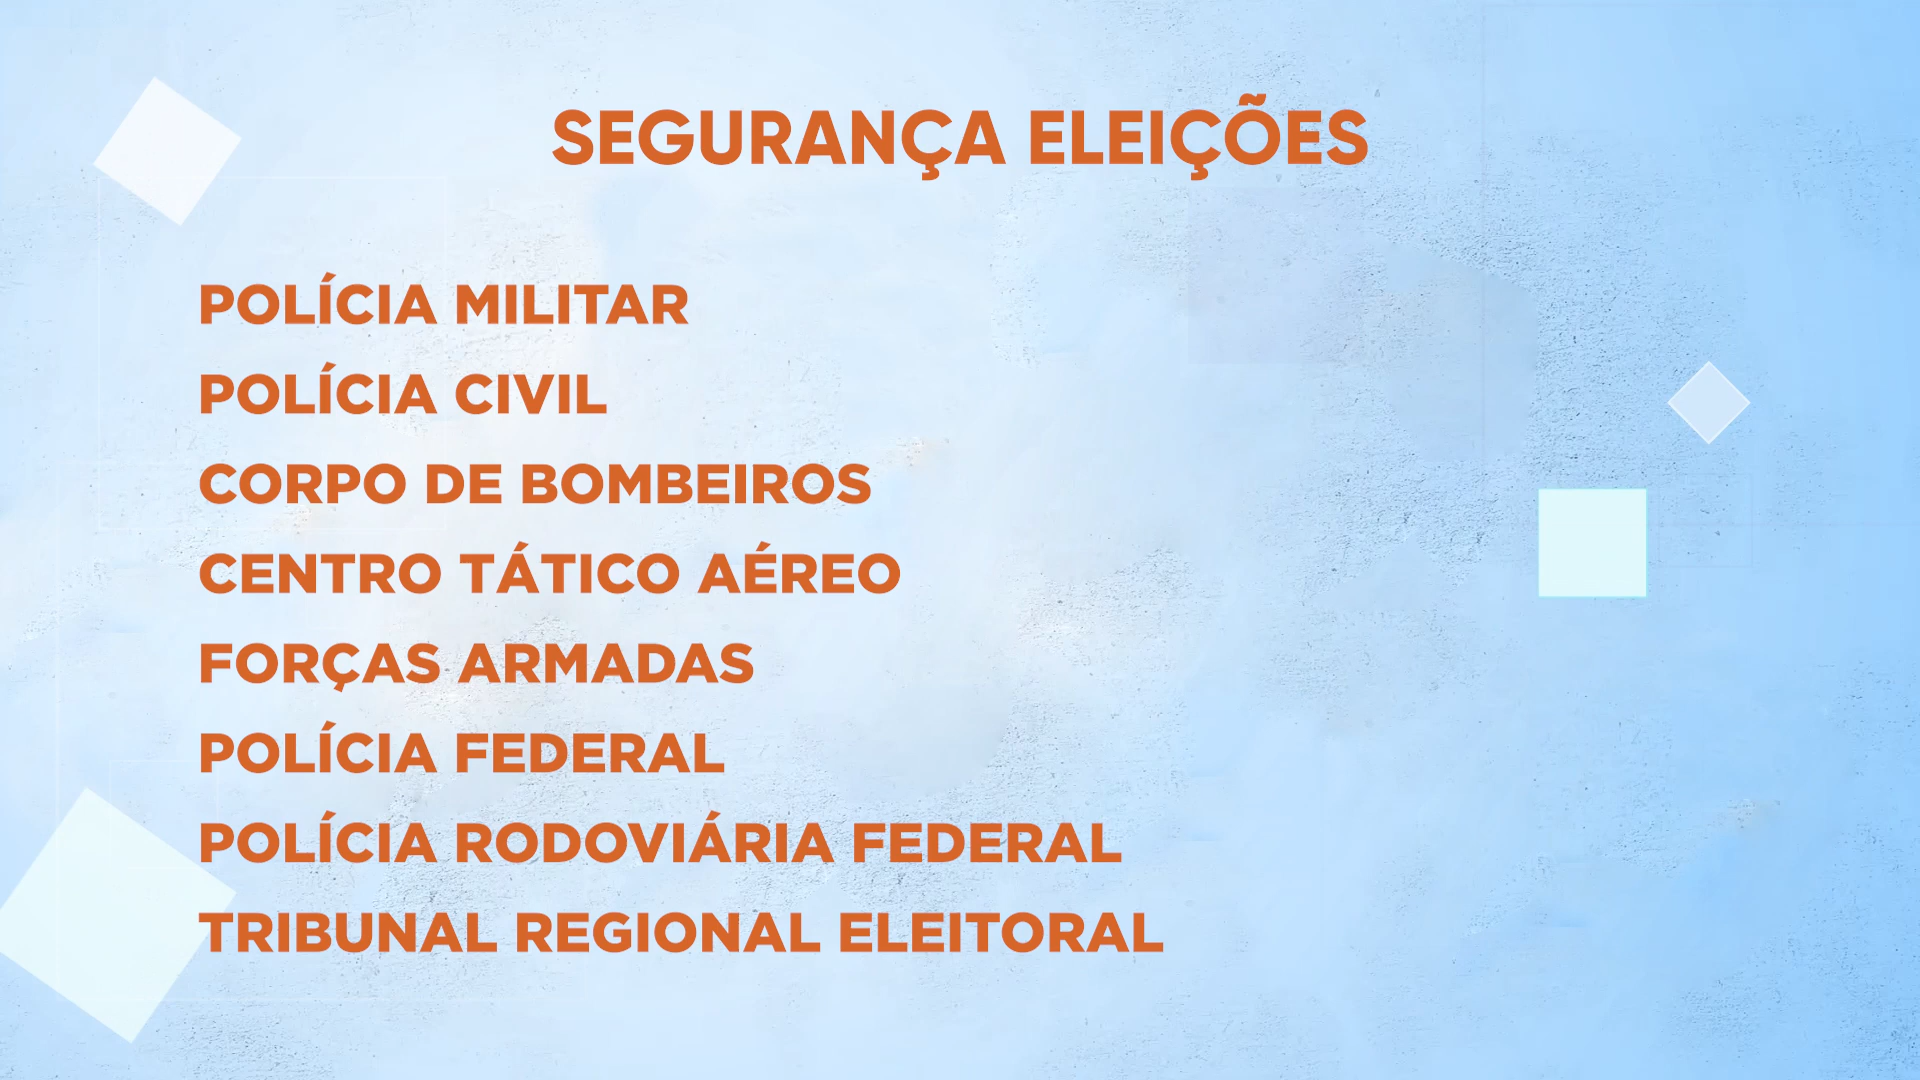 SEGURANÇA ELEIÇÕES
POLÍCIA MILITAR
POLÍCIA CIVIL
CORPO DE BOMBEIROS
CENTRO TÁTICO AÉREO
FORÇAS ARMADAS
POLÍCIA FEDERAL
POLÍCIA RODOVIÁRIA FEDERAL
TRIBUNAL REGIONAL ELEITORAL